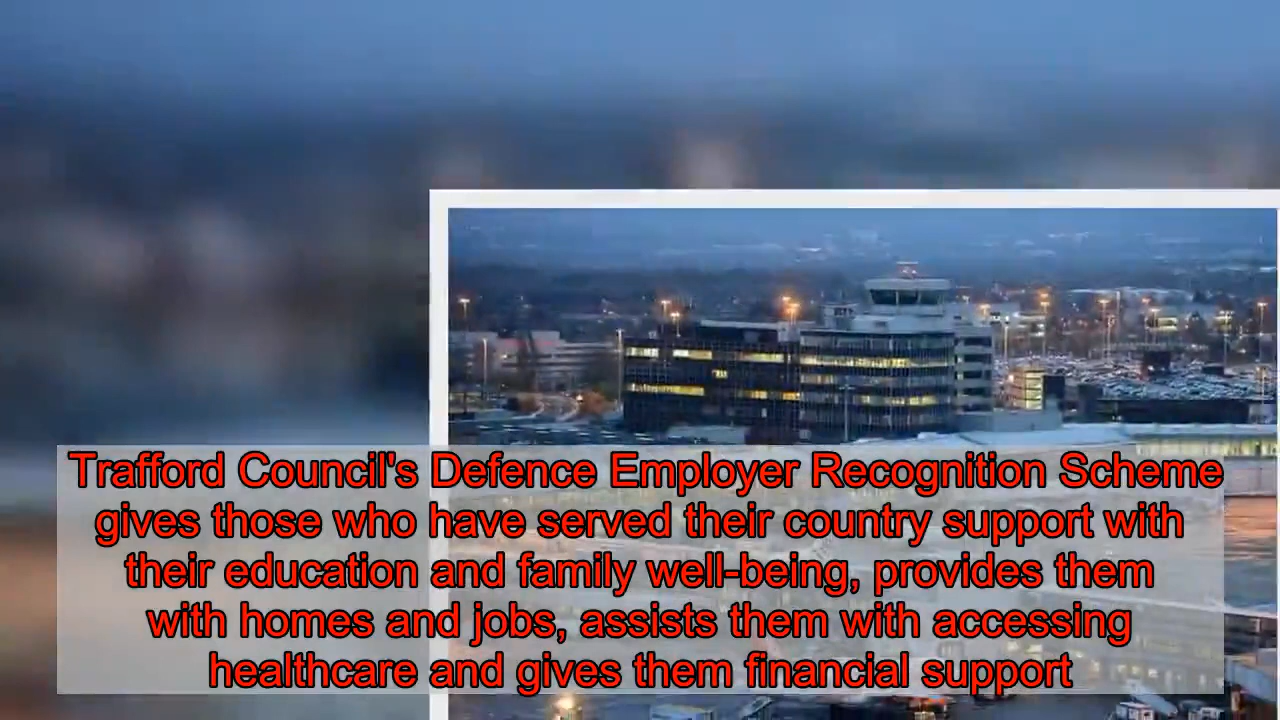 Trafford Council's Defence Employer Recognition Scheme
gives those who have served their country support with
their education and family well-being, provides them
with homes and jobs, assists them with accessing
healthcare and gives them financial support